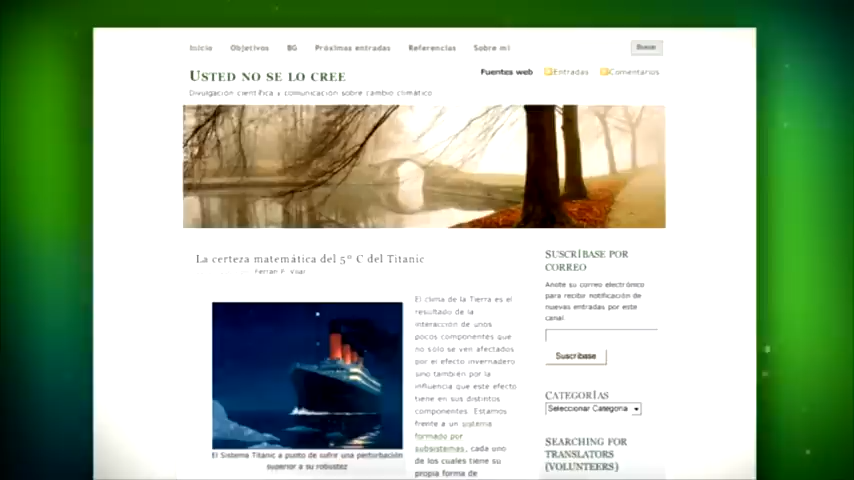 Inicio Objetivos BG Próximas entradas Referencias Sobre mi Buscar
USTED NO SE LO CREE
Fuentes web Entradas Comentarios
Divulgación científica y comunicación sobre cambio climático
La certeza matemática del 5º C del Titanic
Ferran P. Vilar
El clima de la Tierra es el
resultado de la
interacción de unos
pocos componentes que
no sólo se ven afectados
por el efecto invernadero
sino también por la
influencia que este efecto
tiene en sus distintos
componentes. Estamos
frente a un sistema
formado por
subsistemas, cada uno
de los cuales tiene su
propia forma de
El Sistema Titanic a punto de sufrir una perturbación
superior a su robustez
SUSCRÍBASE POR
CORREO
Anote su correo electrónico
para recibir notificación de
nuevas entradas por este
canal
Suscríbase
CATEGORÍAS
Seleccionar Categoría
SEARCHING FOR
TRANSLATORS
(VOLUNTEERS)